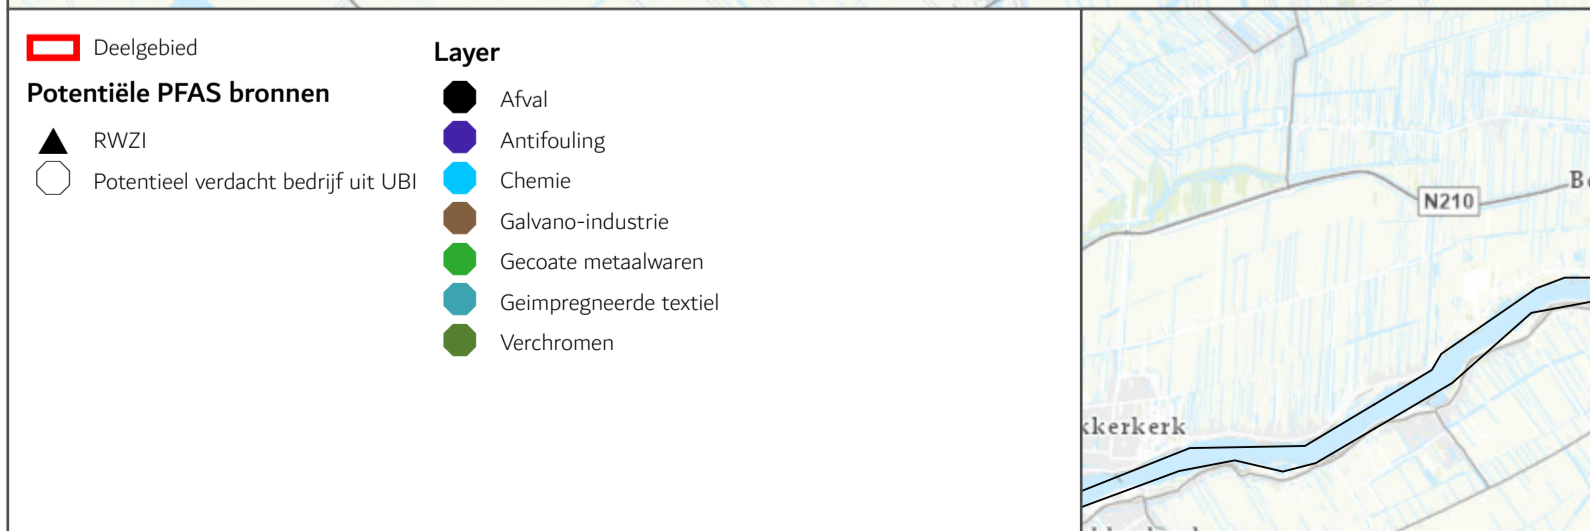 Deelgebied
Potentiële PFAS bronnen
RWZI
Potentieel verdacht bedrijf uit UBI
Layer
Afval
Antifouling
Chemie
Galvano-industrie
Gecoate metaalwaren
Geimpregneerde textiel
Verchromen
N210
kkerkerk